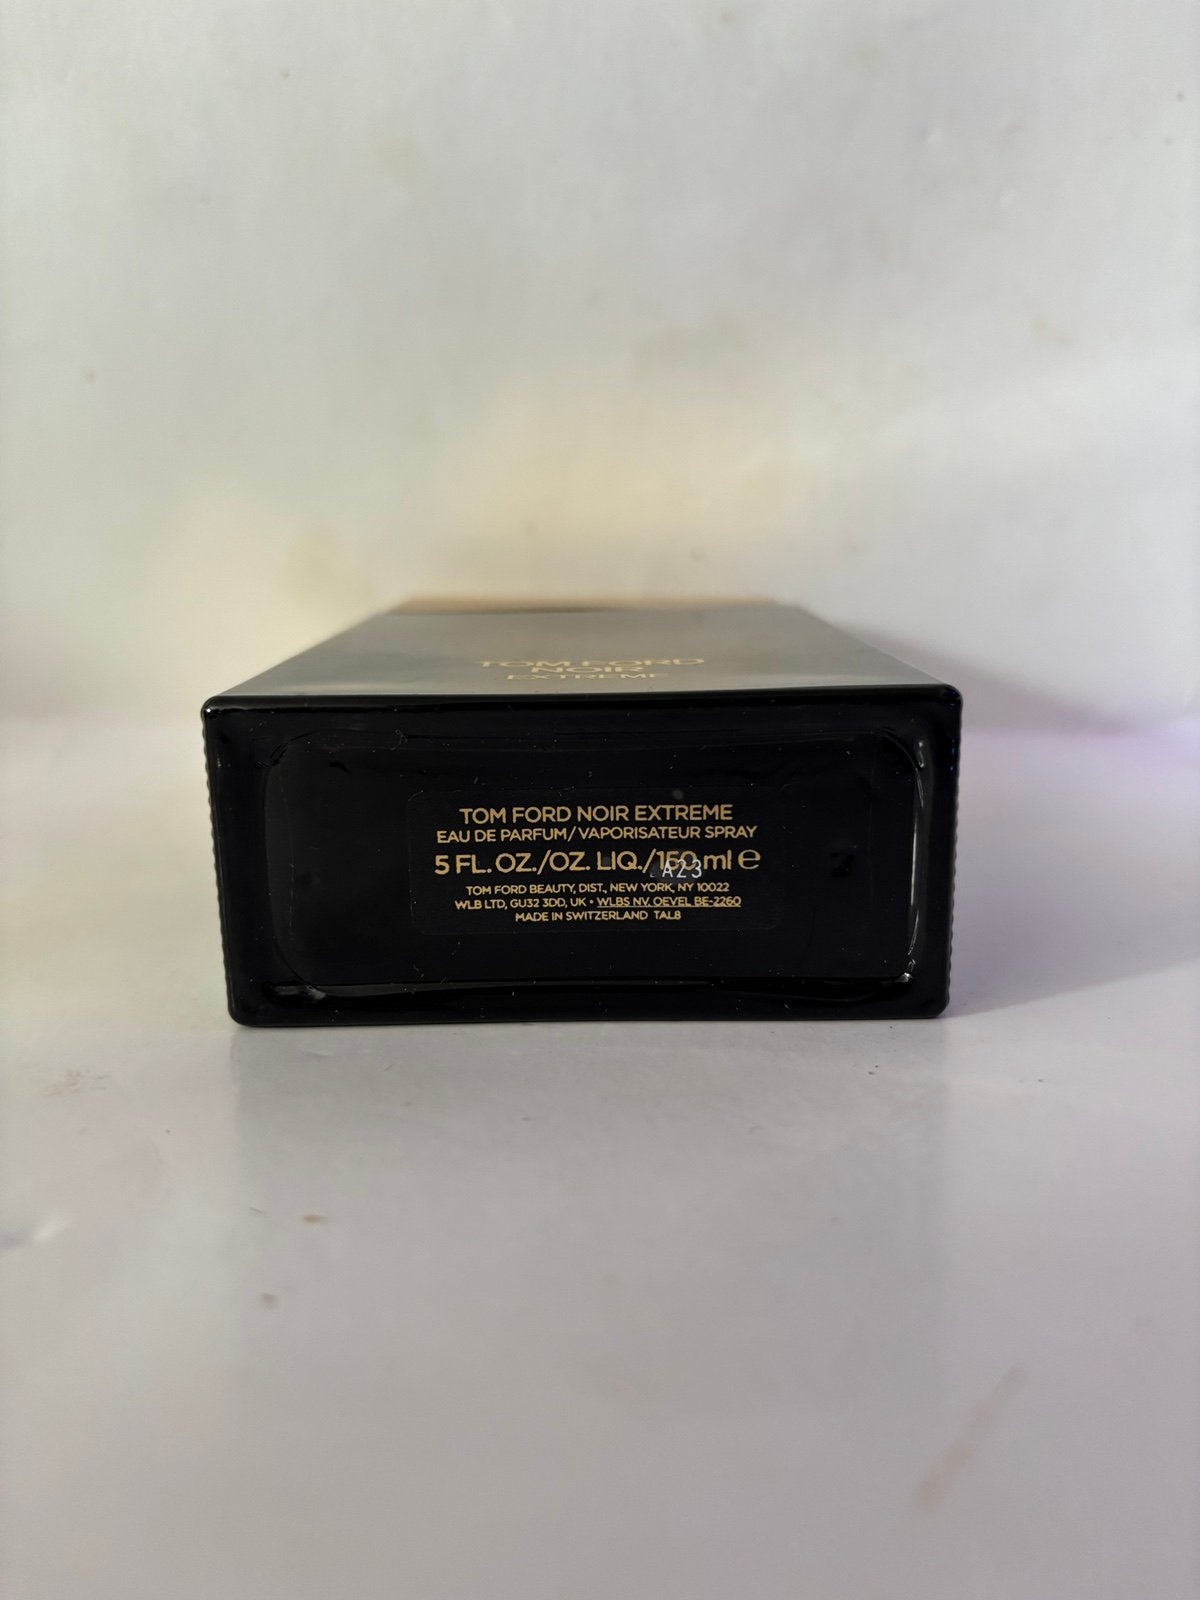 TOM FORD
NOIR
EXTREME
TOM FORD NOIR EXTREME
EAU DE PARFUM/VAPORISATEUR SPRAY
5 FL. OZ./OZ. LIQ./150 ml ℮
A23
TOM FORD BEAUTY, DIST., NEW YORK, NY 10022
WLB LTD, GU32 3DD, UK • WLBS NV, OEVEL BE-2260
MADE IN SWITZERLAND TAL8